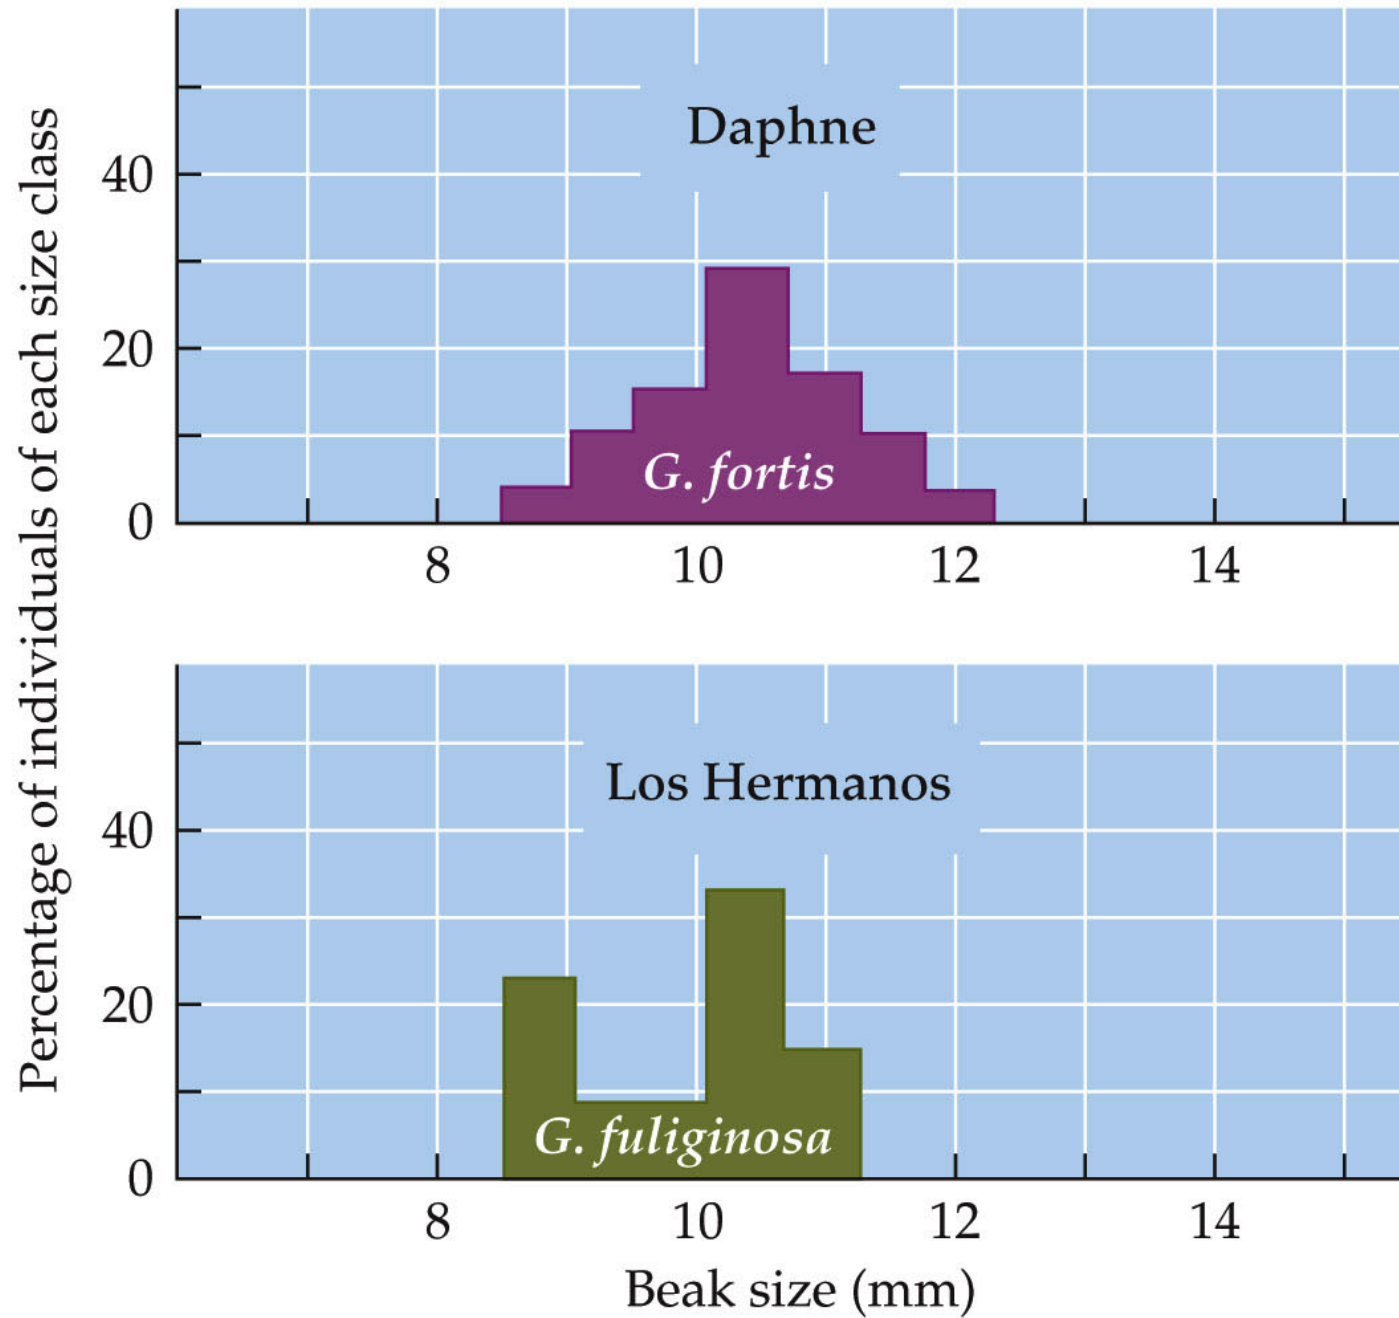 Percentage of individuals of each size class
Daphne
40
20
0
G. fortis
8 10 12 14
Los Hermanos
40
20
0
G. fuliginosa
8 10 12 14
Beak size (mm)